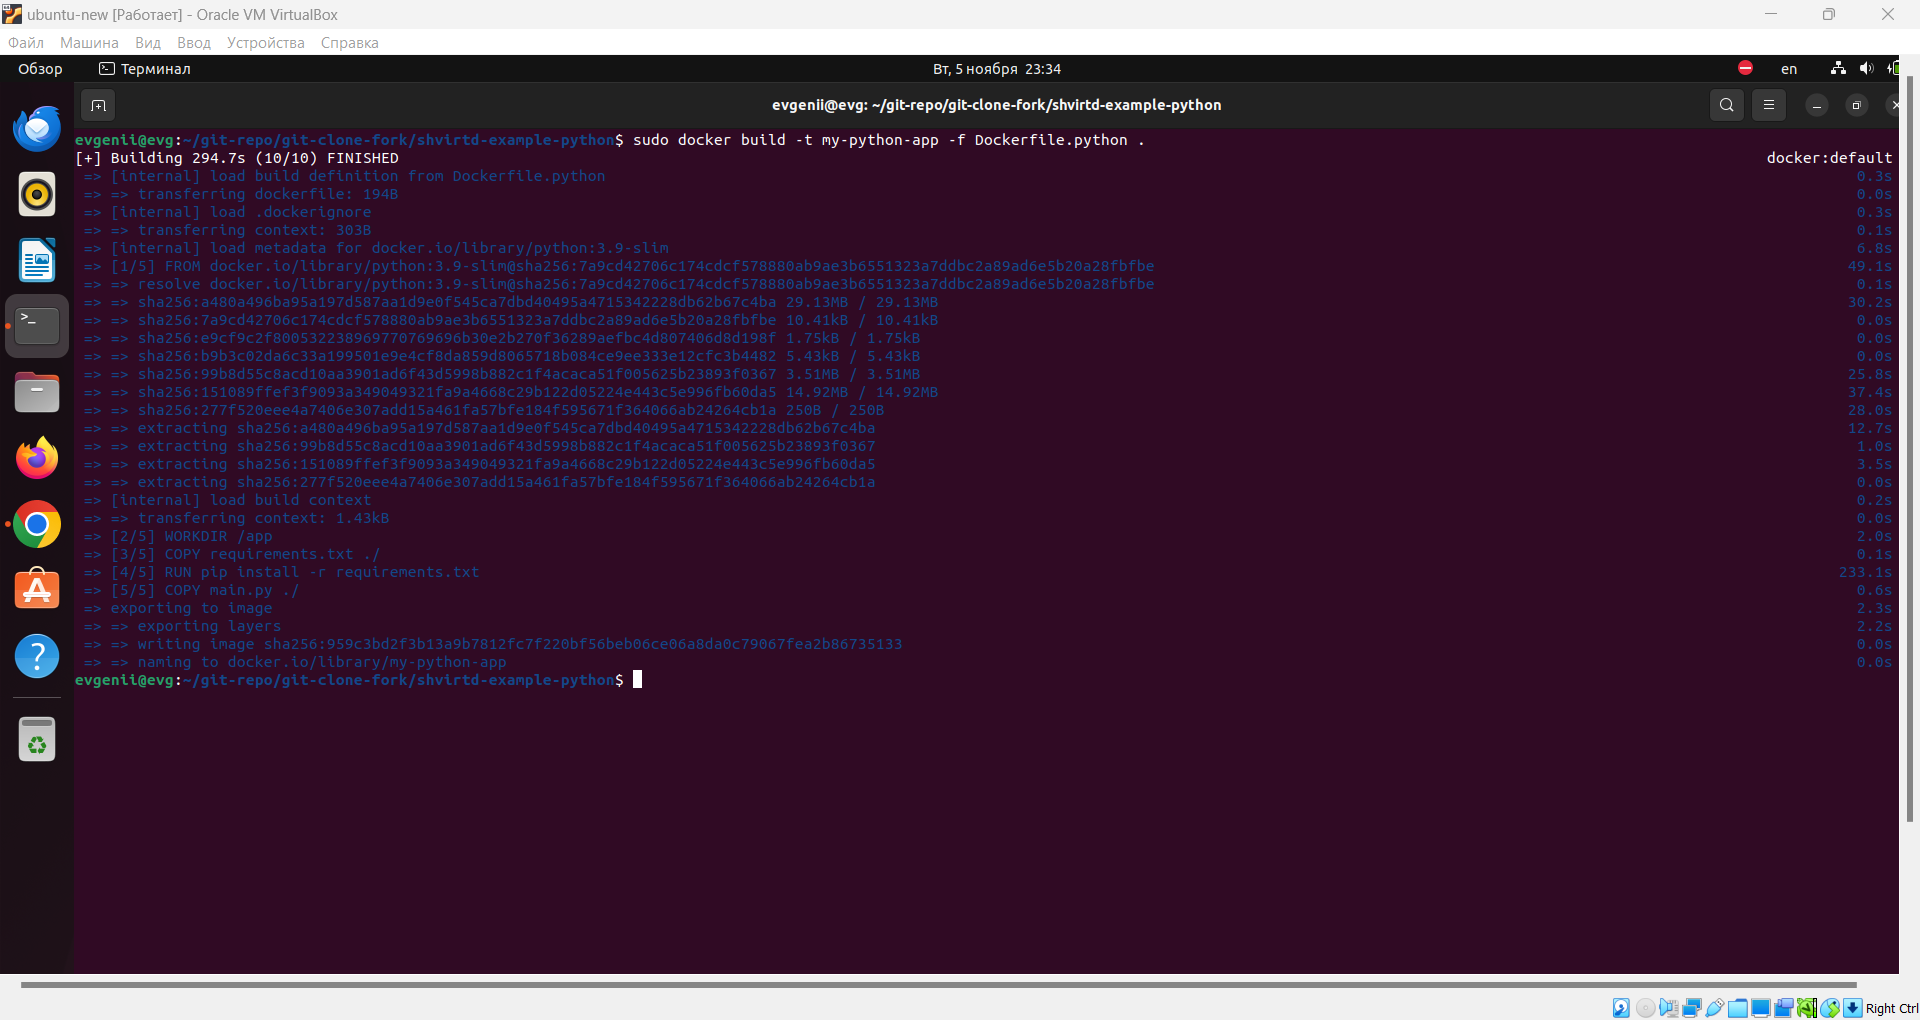 ubuntu-new [Работает] - Oracle VM VirtualBox
Файл Машина Вид Ввод Устройства Справка
Обзор Терминал Вт, 5 ноября 23:34 en
evgenii@evg: ~/git-repo/git-clone-fork/shvirtd-example-python
evgenii@evg:~/git-repo/git-clone-fork/shvirtd-example-python$ sudo docker build -t my-python-app -f Dockerfile.python .
[+] Building 294.7s (10/10) FINISHED docker:default
=> [internal] load build definition from Dockerfile.python 0.3s
=> => transferring dockerfile: 194B 0.0s
=> [internal] load .dockerignore 0.3s
=> => transferring context: 303B 0.1s
=> [internal] load metadata for docker.io/library/python:3.9-slim 6.8s
=> [1/5] FROM docker.io/library/python:3.9-slim@sha256:7a9cd42706c174cdcf578880ab9ae3b6551323a7ddbc2a89ad6e5b20a28fbfbe 49.1s
=> => resolve docker.io/library/python:3.9-slim@sha256:7a9cd42706c174cdcf578880ab9ae3b6551323a7ddbc2a89ad6e5b20a28fbfbe 0.1s
=> => sha256:a480a496ba95a197d587aa1d9e0f545ca7dbd40495a4715342228db62b67c4ba 29.13MB / 29.13MB 30.2s
=> => sha256:7a9cd42706c174cdcf578880ab9ae3b6551323a7ddbc2a89ad6e5b20a28fbfbe 10.41kB / 10.41kB 0.0s
=> => sha256:e9cf9c2f800532238969770769696b30e2b270f36289aefbc4d807406d8d198f 1.75kB / 1.75kB 0.0s
=> => sha256:b9b3c02da6c33a199501e9e4cf8da859d8065718b084ce9ee333e12cfc3b4482 5.43kB / 5.43kB 0.0s
=> => sha256:99b8d55c8acd10aa3901ad6f43d5998b882c1f4acaca51f005625b23893f0367 3.51MB / 3.51MB 25.8s
=> => sha256:151089ffef3f9093a349049321fa9a4668c29b122d05224e443c5e996fb60da5 14.92MB / 14.92MB 37.4s
=> => sha256:277f520eee4a7406e307add15a461fa57bfe184f595671f364066ab24264cb1a 250B / 250B 28.0s
=> => extracting sha256:a480a496ba95a197d587aa1d9e0f545ca7dbd40495a4715342228db62b67c4ba 12.7s
=> => extracting sha256:99b8d55c8acd10aa3901ad6f43d5998b882c1f4acaca51f005625b23893f0367 1.0s
=> => extracting sha256:151089ffef3f9093a349049321fa9a4668c29b122d05224e443c5e996fb60da5 3.5s
=> => extracting sha256:277f520eee4a7406e307add15a461fa57bfe184f595671f364066ab24264cb1a 0.0s
=> [internal] load build context 0.2s
=> => transferring context: 1.43kB 0.0s
=> [2/5] WORKDIR /app 2.0s
=> [3/5] COPY requirements.txt ./ 0.1s
=> [4/5] RUN pip install -r requirements.txt 233.1s
=> [5/5] COPY main.py ./ 0.6s
=> exporting to image 2.3s
=> => exporting layers 2.2s
=> => writing image sha256:959c3bd2f3b13a9b7812fc7f220bf56beb06ce06a8da0c79067fea2b86735133 0.0s
=> => naming to docker.io/library/my-python-app 0.0s
evgenii@evg:~/git-repo/git-clone-fork/shvirtd-example-python$
Right Ctrl